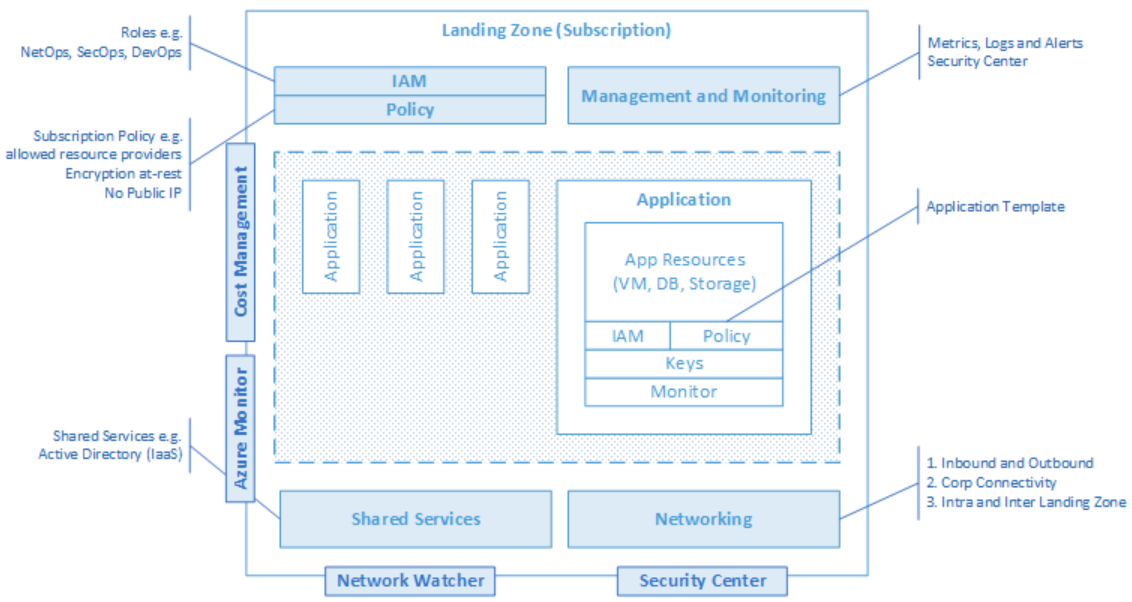 Landing Zone (Subscription)
Roles e.g.
NetOps, SecOps, DevOps
IAM
Policy
Management and Monitoring
Metrics, Logs and Alerts
Security Center
Subscription Policy e.g.
allowed resource providers
Encryption at-rest
No Public IP
Cost Management
Application
Application
Application
Application
App Resources
(VM, DB, Storage)
IAM
Policy
Keys
Monitor
Application Template
Azure Monitor
Shared Services e.g.
Active Directory (IaaS)
Shared Services
Networking
1. Inbound and Outbound
2. Corp Connectivity
3. Intra and Inter Landing Zone
Network Watcher
Security Center